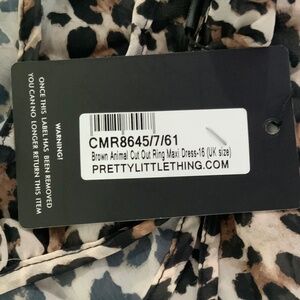 CMR8645/7/61
Brown Animal Cut Out Ring Maxi Dress-16 (UK size)
PRETTYLITTLETHING.COM
WARNING!
ONCE THIS LABEL HAS BEEN REMOVED
YOU CAN NO LONGER RETURN THIS ITEM